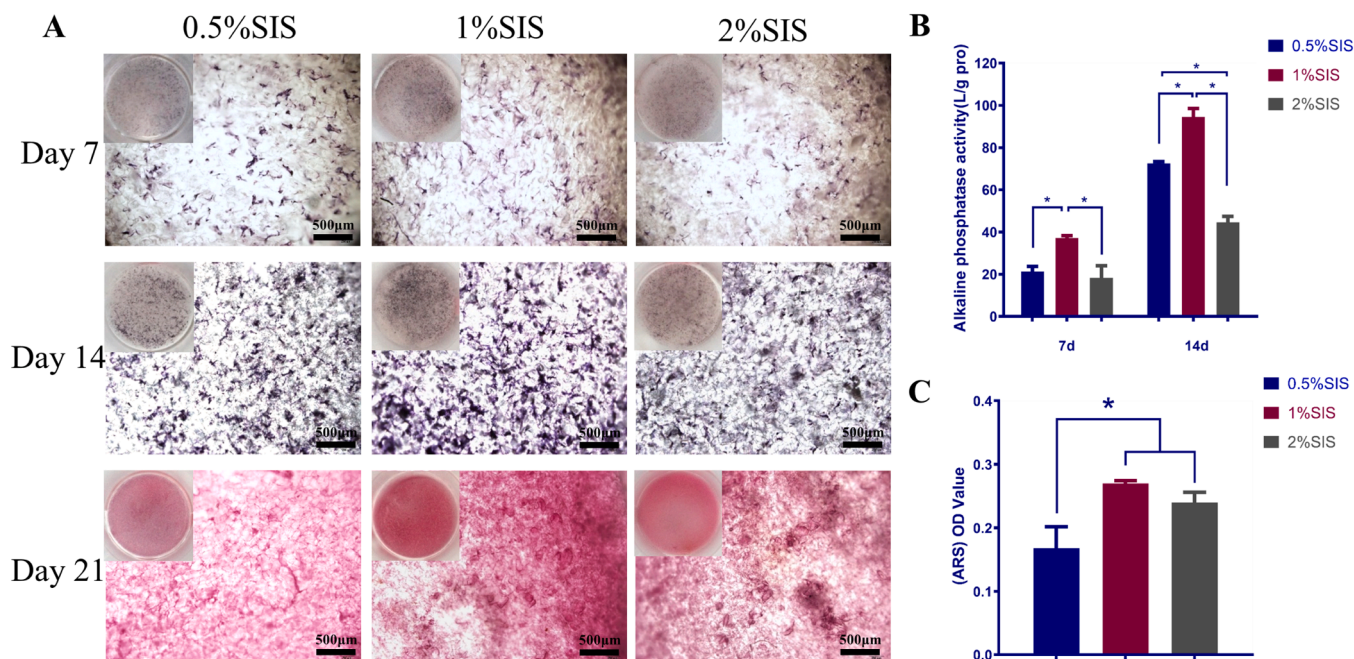 A
0.5%SIS
1%SIS
2%SIS
Day 7
500μm
500μm
500μm
Day 14
500μm
500μm
500μm
Day 21
500μm
500μm
500μm
B
0.5%SIS
1%SIS
2%SIS
Alkaline phosphatase activity(L/g pro)
120
100
80
60
40
20
0
*
*
*
*
*
7d
14d
C
0.5%SIS
1%SIS
2%SIS
(ARS) OD Value
0.4
0.3
0.2
0.1
0.0
*